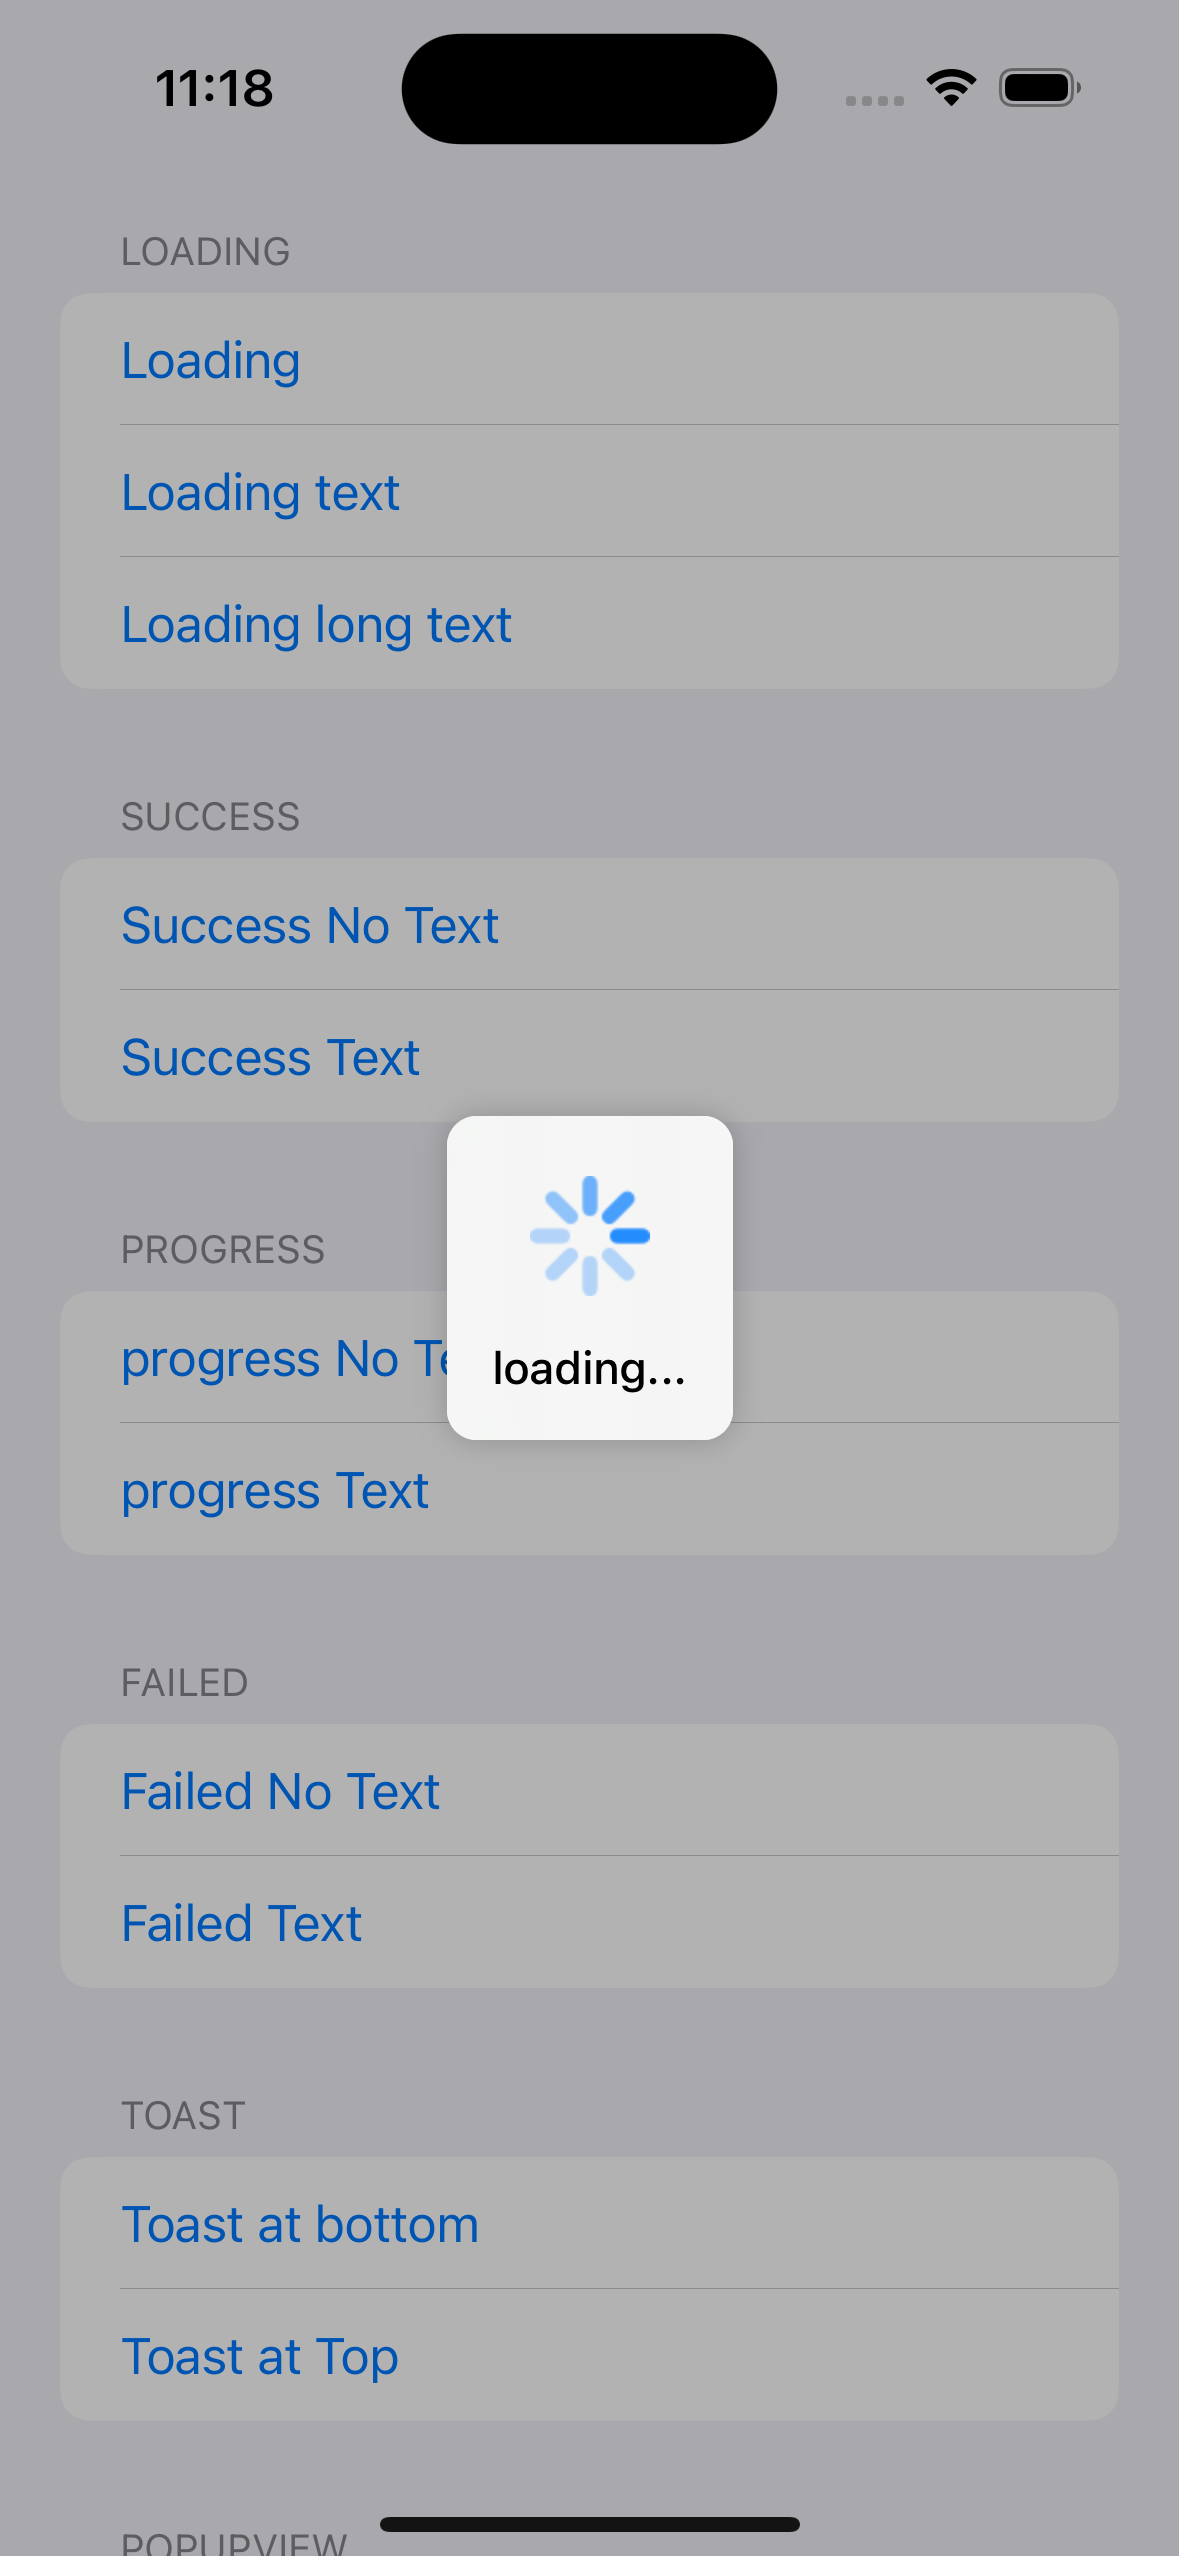 11:18
LOADING
Loading
Loading text
Loading long text
SUCCESS
Success No Text
Success Text
PROGRESS
progress No Te
loading...
progress Text
FAILED
Failed No Text
Failed Text
TOAST
Toast at bottom
Toast at Top
POPUPVIEW